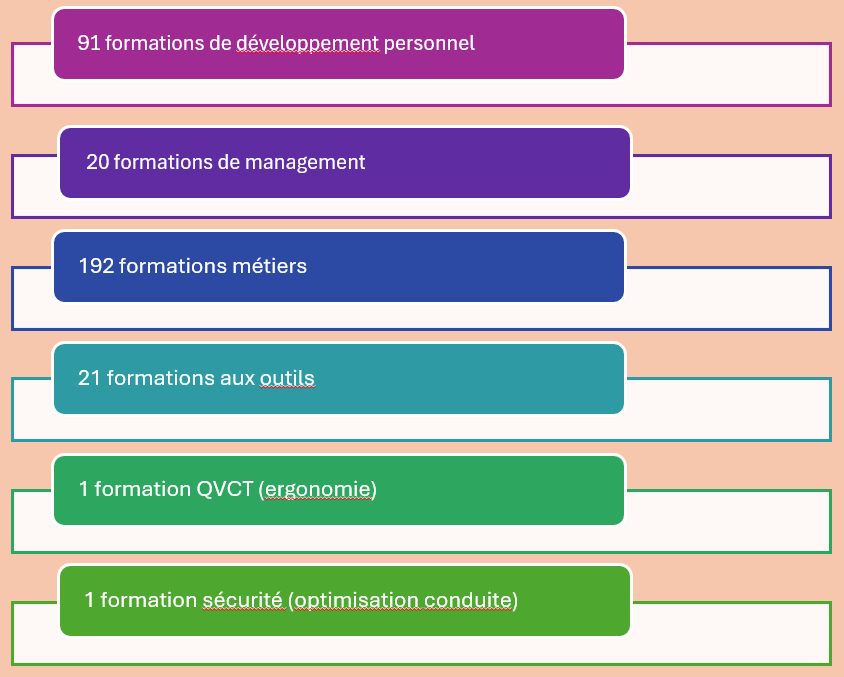 91 formations de développement personnel
20 formations de management
192 formations métiers
21 formations aux outils
1 formation QVCT (ergonomie)
1 formation sécurité (optimisation conduite)